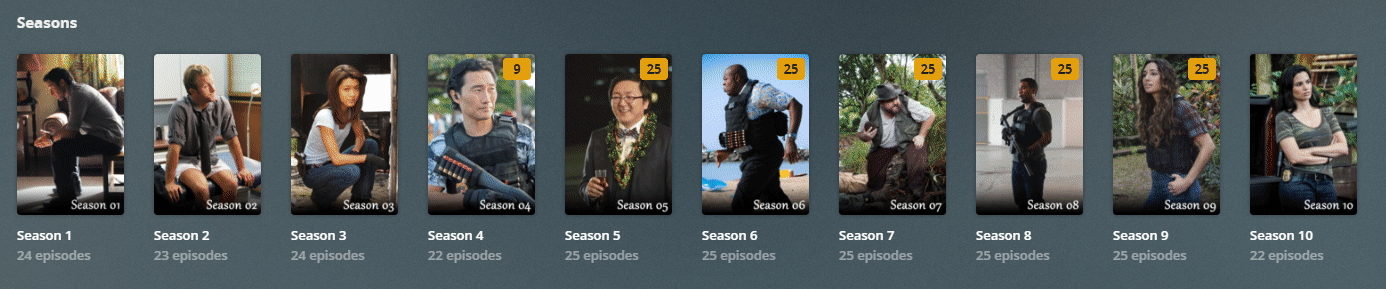 Seasons
Season 01
Season 02
Season 03
9
Season 04
25
Season 05
25
Season 06
25
Season 07
25
Season 08
25
Season 09
Season 10
Season 1
24 episodes
Season 2
23 episodes
Season 3
24 episodes
Season 4
22 episodes
Season 5
25 episodes
Season 6
25 episodes
Season 7
25 episodes
Season 8
25 episodes
Season 9
25 episodes
Season 10
22 episodes